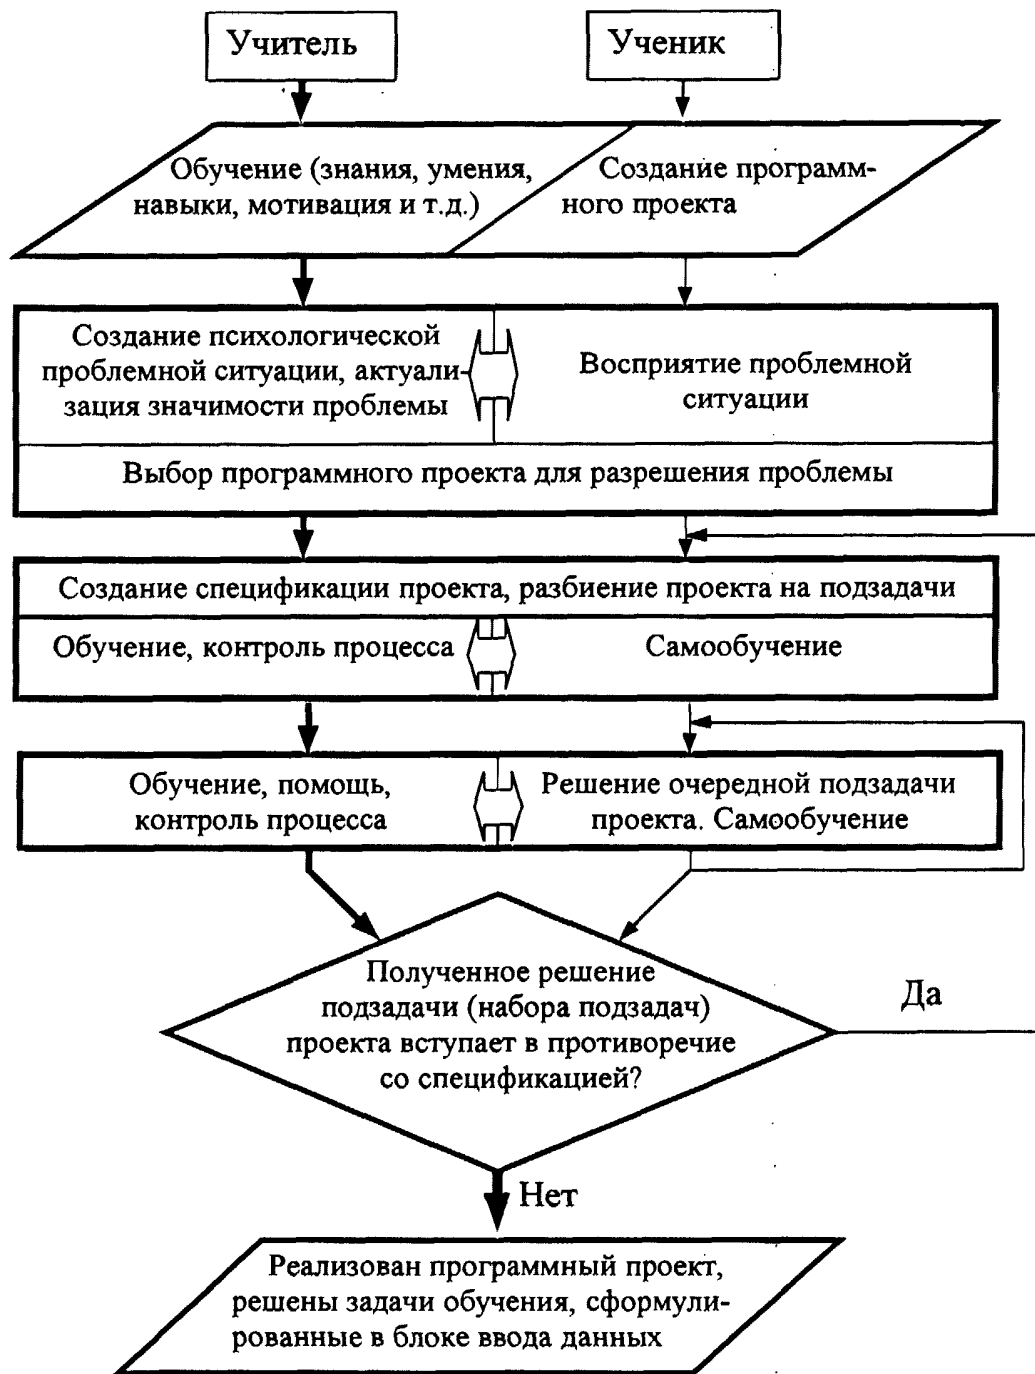 Учитель
Ученик
Обучение (знания, умения,
навыки, мотивация и т.д.)
Создание программ-
ного проекта
Создание психологической
проблемной ситуации, актуали-
зация значимости проблемы
Восприятие проблемной
ситуации
Выбор программного проекта для разрешения проблемы
Создание спецификации проекта, разбиение проекта на подзадачи
Обучение, контроль процесса
Самообучение
Обучение, помощь,
контроль процесса
Решение очередной подзадачи
проекта. Самообучение
Полученное решение
подзадачи (набора подзадач)
проекта вступает в противоречие
со спецификацией?
Да
Нет
Реализован программный проект,
решены задачи обучения, сформули-
рованные в блоке ввода данных